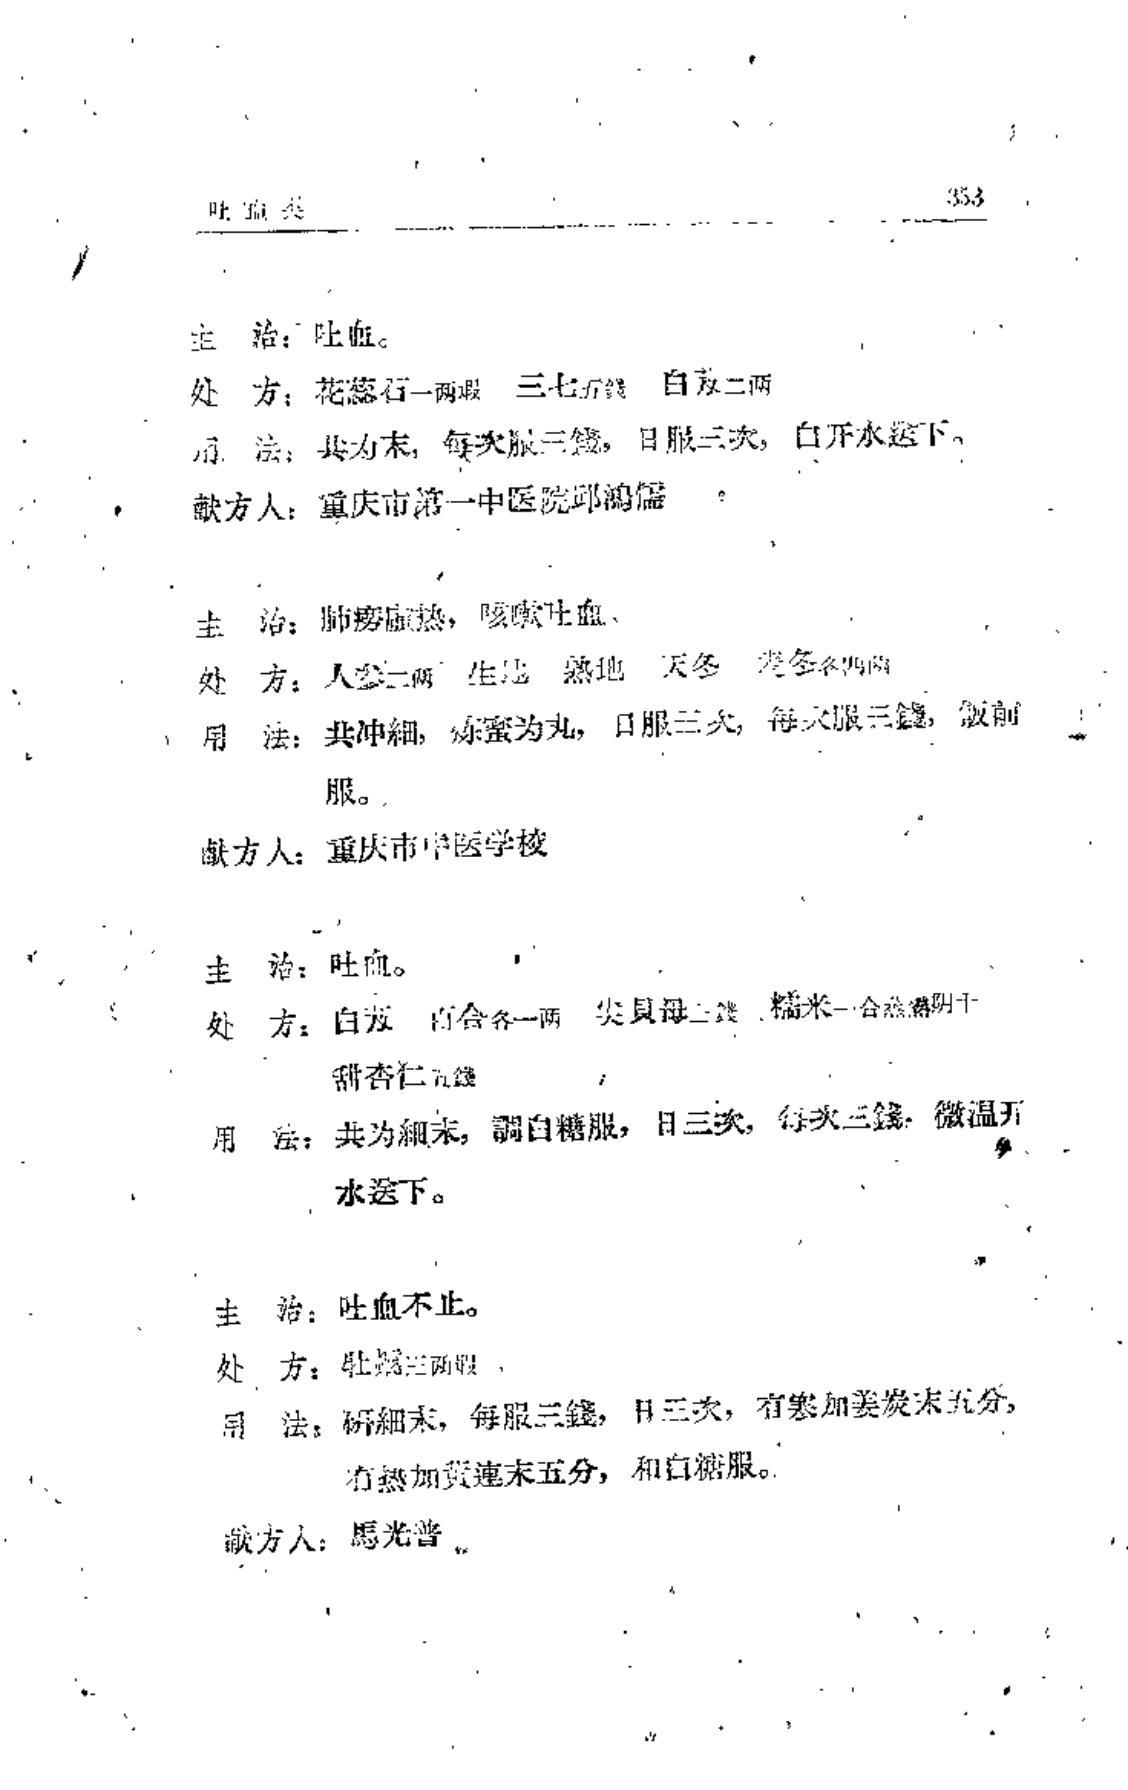 吐血类 353
主　治：吐血。
处　方：花蕊石一两煅　三七五錢　白芨二两
用　法：共为末，每次服三錢，日服三次，白开水送下。
献方人：重庆市第一中医院邱鴻儒
主　治：肺痨虛热，咳嗽吐血。
处　方：人参二两　生地　熟地　天冬　麦冬各四两
用　法：共冲細，炼蜜为丸，日服三次，每次服三錢，飯前
服。
献方人：重庆市中医学校
主　治：吐血。
处　方：白芨　百合各一两　尖貝母三錢　糯米一合蒸熟阴干
甜杏仁五錢
用　法：共为細末，調白糖服，日三次，每次三錢，微温开
水送下。
主　治：吐血不止。
处　方：牡蠣三两煅
用　法：研細末，每服三錢，日三次，有寒加姜炭末五分，
有热加黄連末五分，和白糖服。
献方人：馬光普